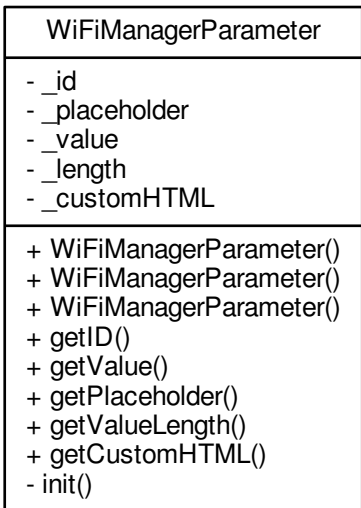 WiFiManagerParameter
- _id
- _placeholder
- _value
- _length
- _customHTML
+ WiFiManagerParameter()
+ WiFiManagerParameter()
+ WiFiManagerParameter()
+ getID()
+ getValue()
+ getPlaceholder()
+ getValueLength()
+ getCustomHTML()
- init()